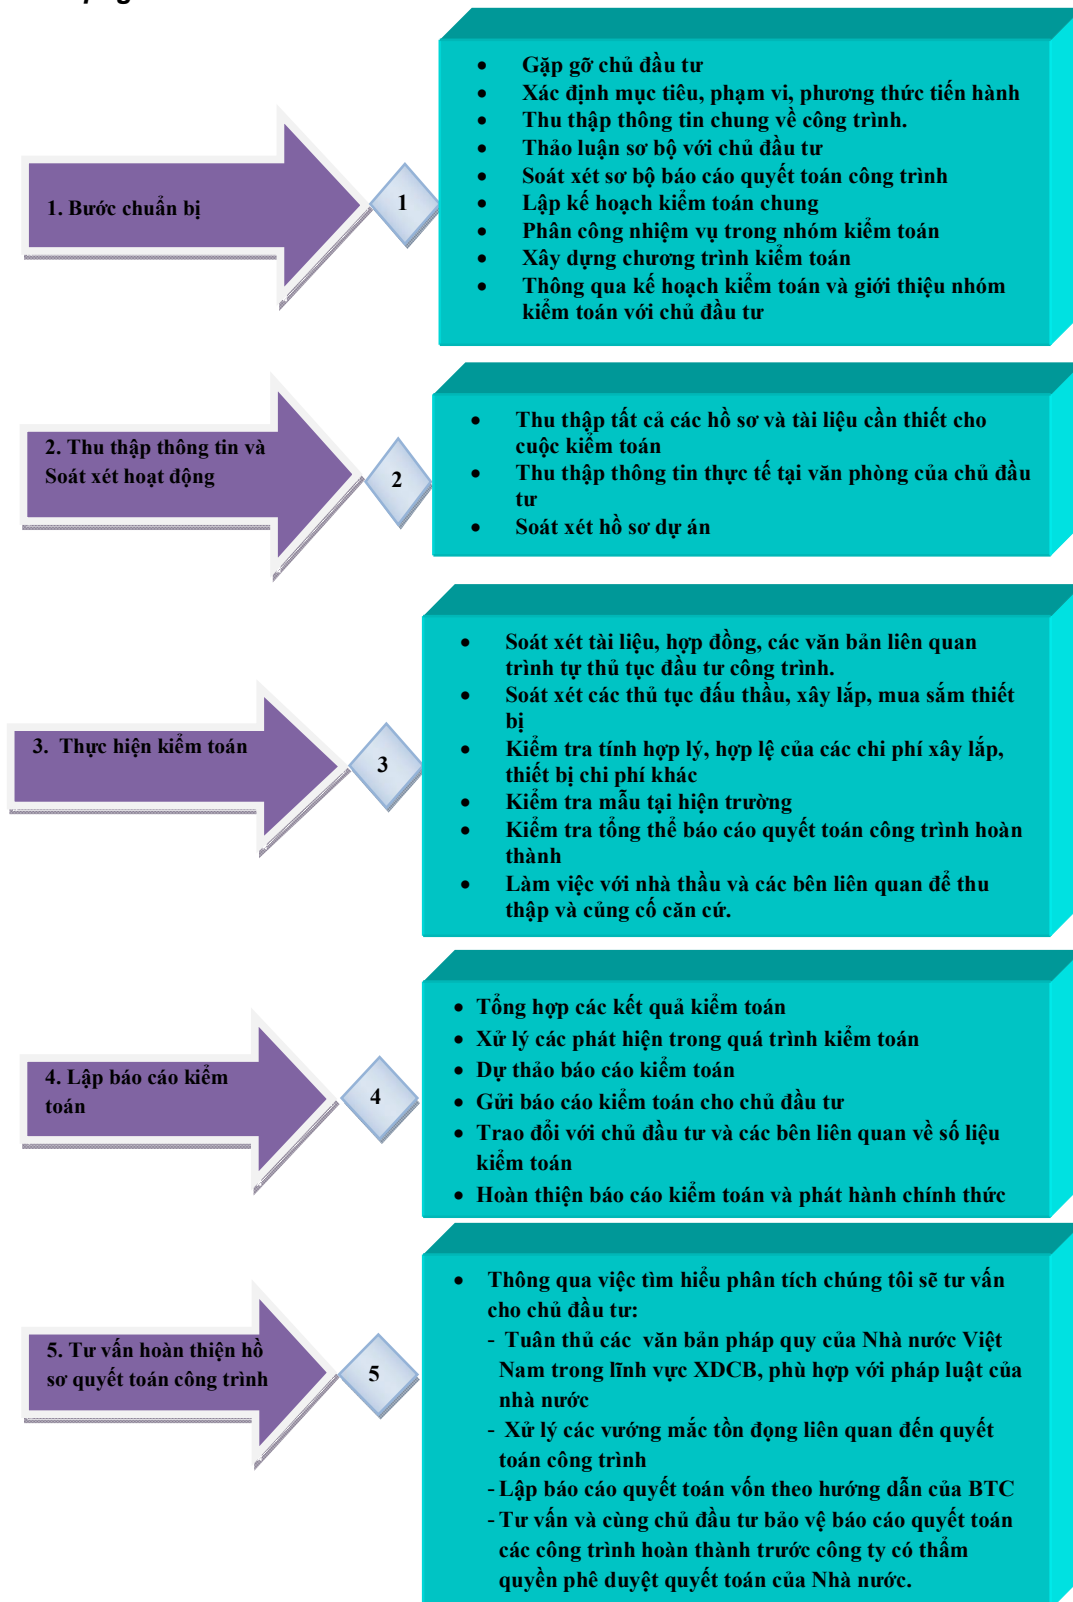 1. Bước chuẩn bị
1
• Gặp gỡ chủ đầu tư
• Xác định mục tiêu, phạm vi, phương thức tiến hành
• Thu thập thông tin chung về công trình.
• Thảo luận sơ bộ với chủ đầu tư
• Soát xét sơ bộ báo cáo quyết toán công trình
• Lập kế hoạch kiểm toán chung
• Phân công nhiệm vụ trong nhóm kiểm toán
• Xây dựng chương trình kiểm toán
• Thông qua kế hoạch kiểm toán và giới thiệu nhóm
kiểm toán với chủ đầu tư
2. Thu thập thông tin và
Soát xét hoạt động
2
• Thu thập tất cả các hồ sơ và tài liệu cần thiết cho
cuộc kiểm toán
• Thu thập thông tin thực tế tại văn phòng của chủ đầu
tư
• Soát xét hồ sơ dự án
3. Thực hiện kiểm toán
3
• Soát xét tài liệu, hợp đồng, các văn bản liên quan
trình tự thủ tục đầu tư công trình.
• Soát xét các thủ tục đấu thầu, xây lắp, mua sắm thiết
bị
• Kiểm tra tính hợp lý, hợp lệ của các chi phí xây lắp,
thiết bị chi phí khác
• Kiểm tra mẫu tại hiện trường
• Kiểm tra tổng thể báo cáo quyết toán công trình hoàn
thành
• Làm việc với nhà thầu và các bên liên quan để thu
thập và củng cố căn cứ.
4. Lập báo cáo kiểm
toán
4
• Tổng hợp các kết quả kiểm toán
• Xử lý các phát hiện trong quá trình kiểm toán
• Dự thảo báo cáo kiểm toán
• Gửi báo cáo kiểm toán cho chủ đầu tư
• Trao đổi với chủ đầu tư và các bên liên quan về số liệu
kiểm toán
• Hoàn thiện báo cáo kiểm toán và phát hành chính thức
5. Tư vấn hoàn thiện hồ
sơ quyết toán công trình
5
• Thông qua việc tìm hiểu phân tích chúng tôi sẽ tư vấn
cho chủ đầu tư:
- Tuân thủ các văn bản pháp quy của Nhà nước Việt
Nam trong lĩnh vực XDCB, phù hợp với pháp luật của
nhà nước
- Xử lý các vướng mắc tồn đọng liên quan đến quyết
toán công trình
- Lập báo cáo quyết toán vốn theo hướng dẫn của BTC
- Tư vấn và cùng chủ đầu tư bảo vệ báo cáo quyết toán
các công trình hoàn thành trước công ty có thẩm
quyền phê duyệt quyết toán của Nhà nước.